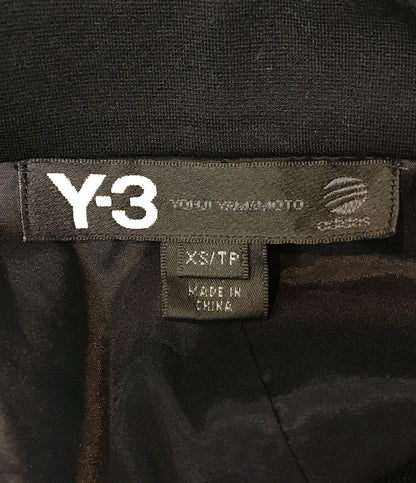 Y-3 YOHJI YAMAMOTO adidas
XS/TP
MADE IN
CHINA